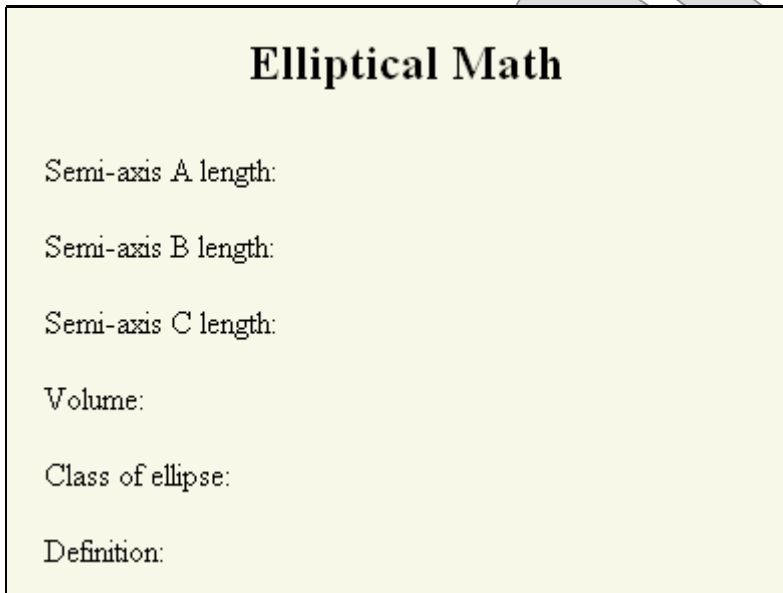 Elliptical Math
Semi-axis A length:
Semi-axis B length:
Semi-axis C length:
Volume:
Class of ellipse:
Definition: